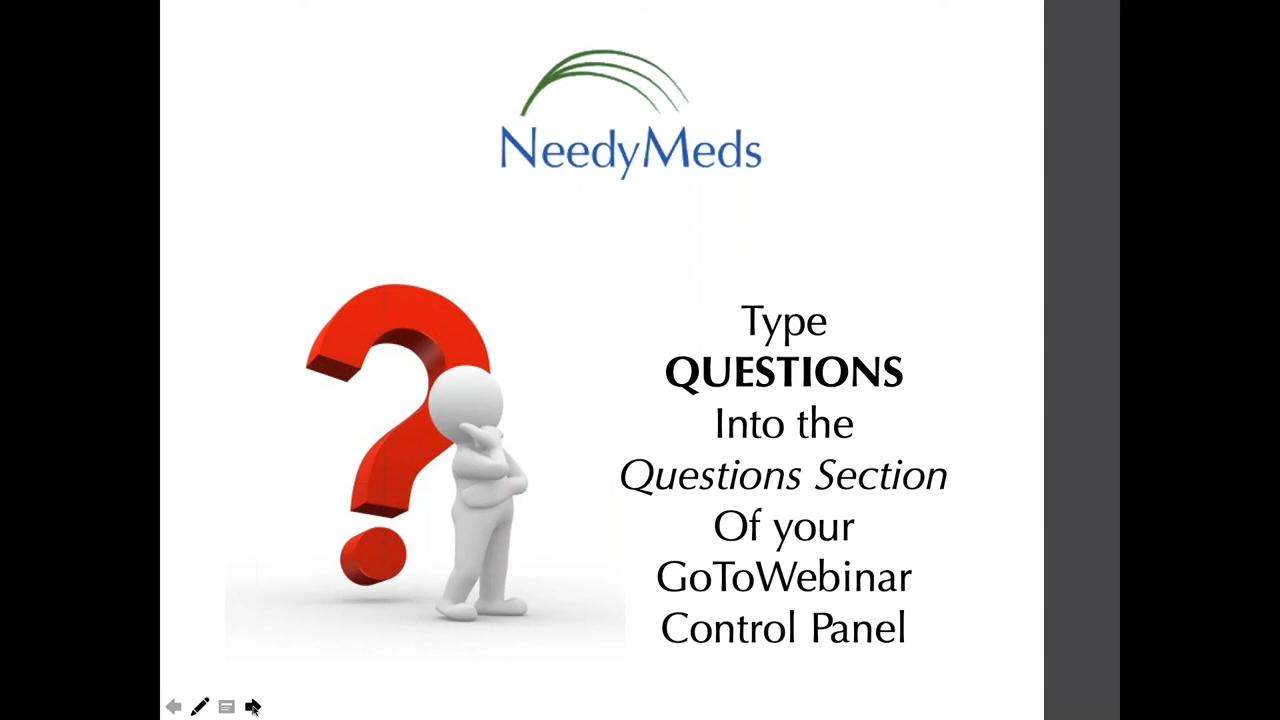 NeedyMeds
Type
QUESTIONS
Into the
Questions Section
Of your
GoToWebinar
Control Panel